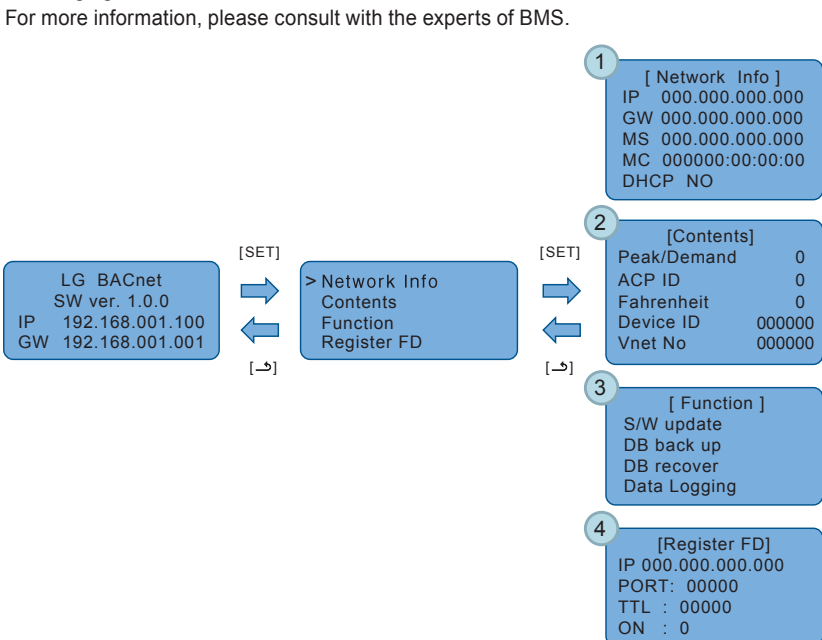 For more information, please consult with the experts of BMS.
LG BACnet
SW ver. 1.0.0
IP 192.168.001.100
GW 192.168.001.001
[SET]
[⮍]
>Network Info
Contents
Function
Register FD
[SET]
[⮍]
1
[ Network Info ]
IP 000.000.000.000
GW 000.000.000.000
MS 000.000.000.000
MC 000000:00:00:00
DHCP NO
2
[Contents]
Peak/Demand 0
ACP ID 0
Fahrenheit 0
Device ID 000000
Vnet No 000000
3
[ Function ]
S/W update
DB back up
DB recover
Data Logging
4
[Register FD]
IP 000.000.000.000
PORT: 00000
TTL : 00000
ON : 0